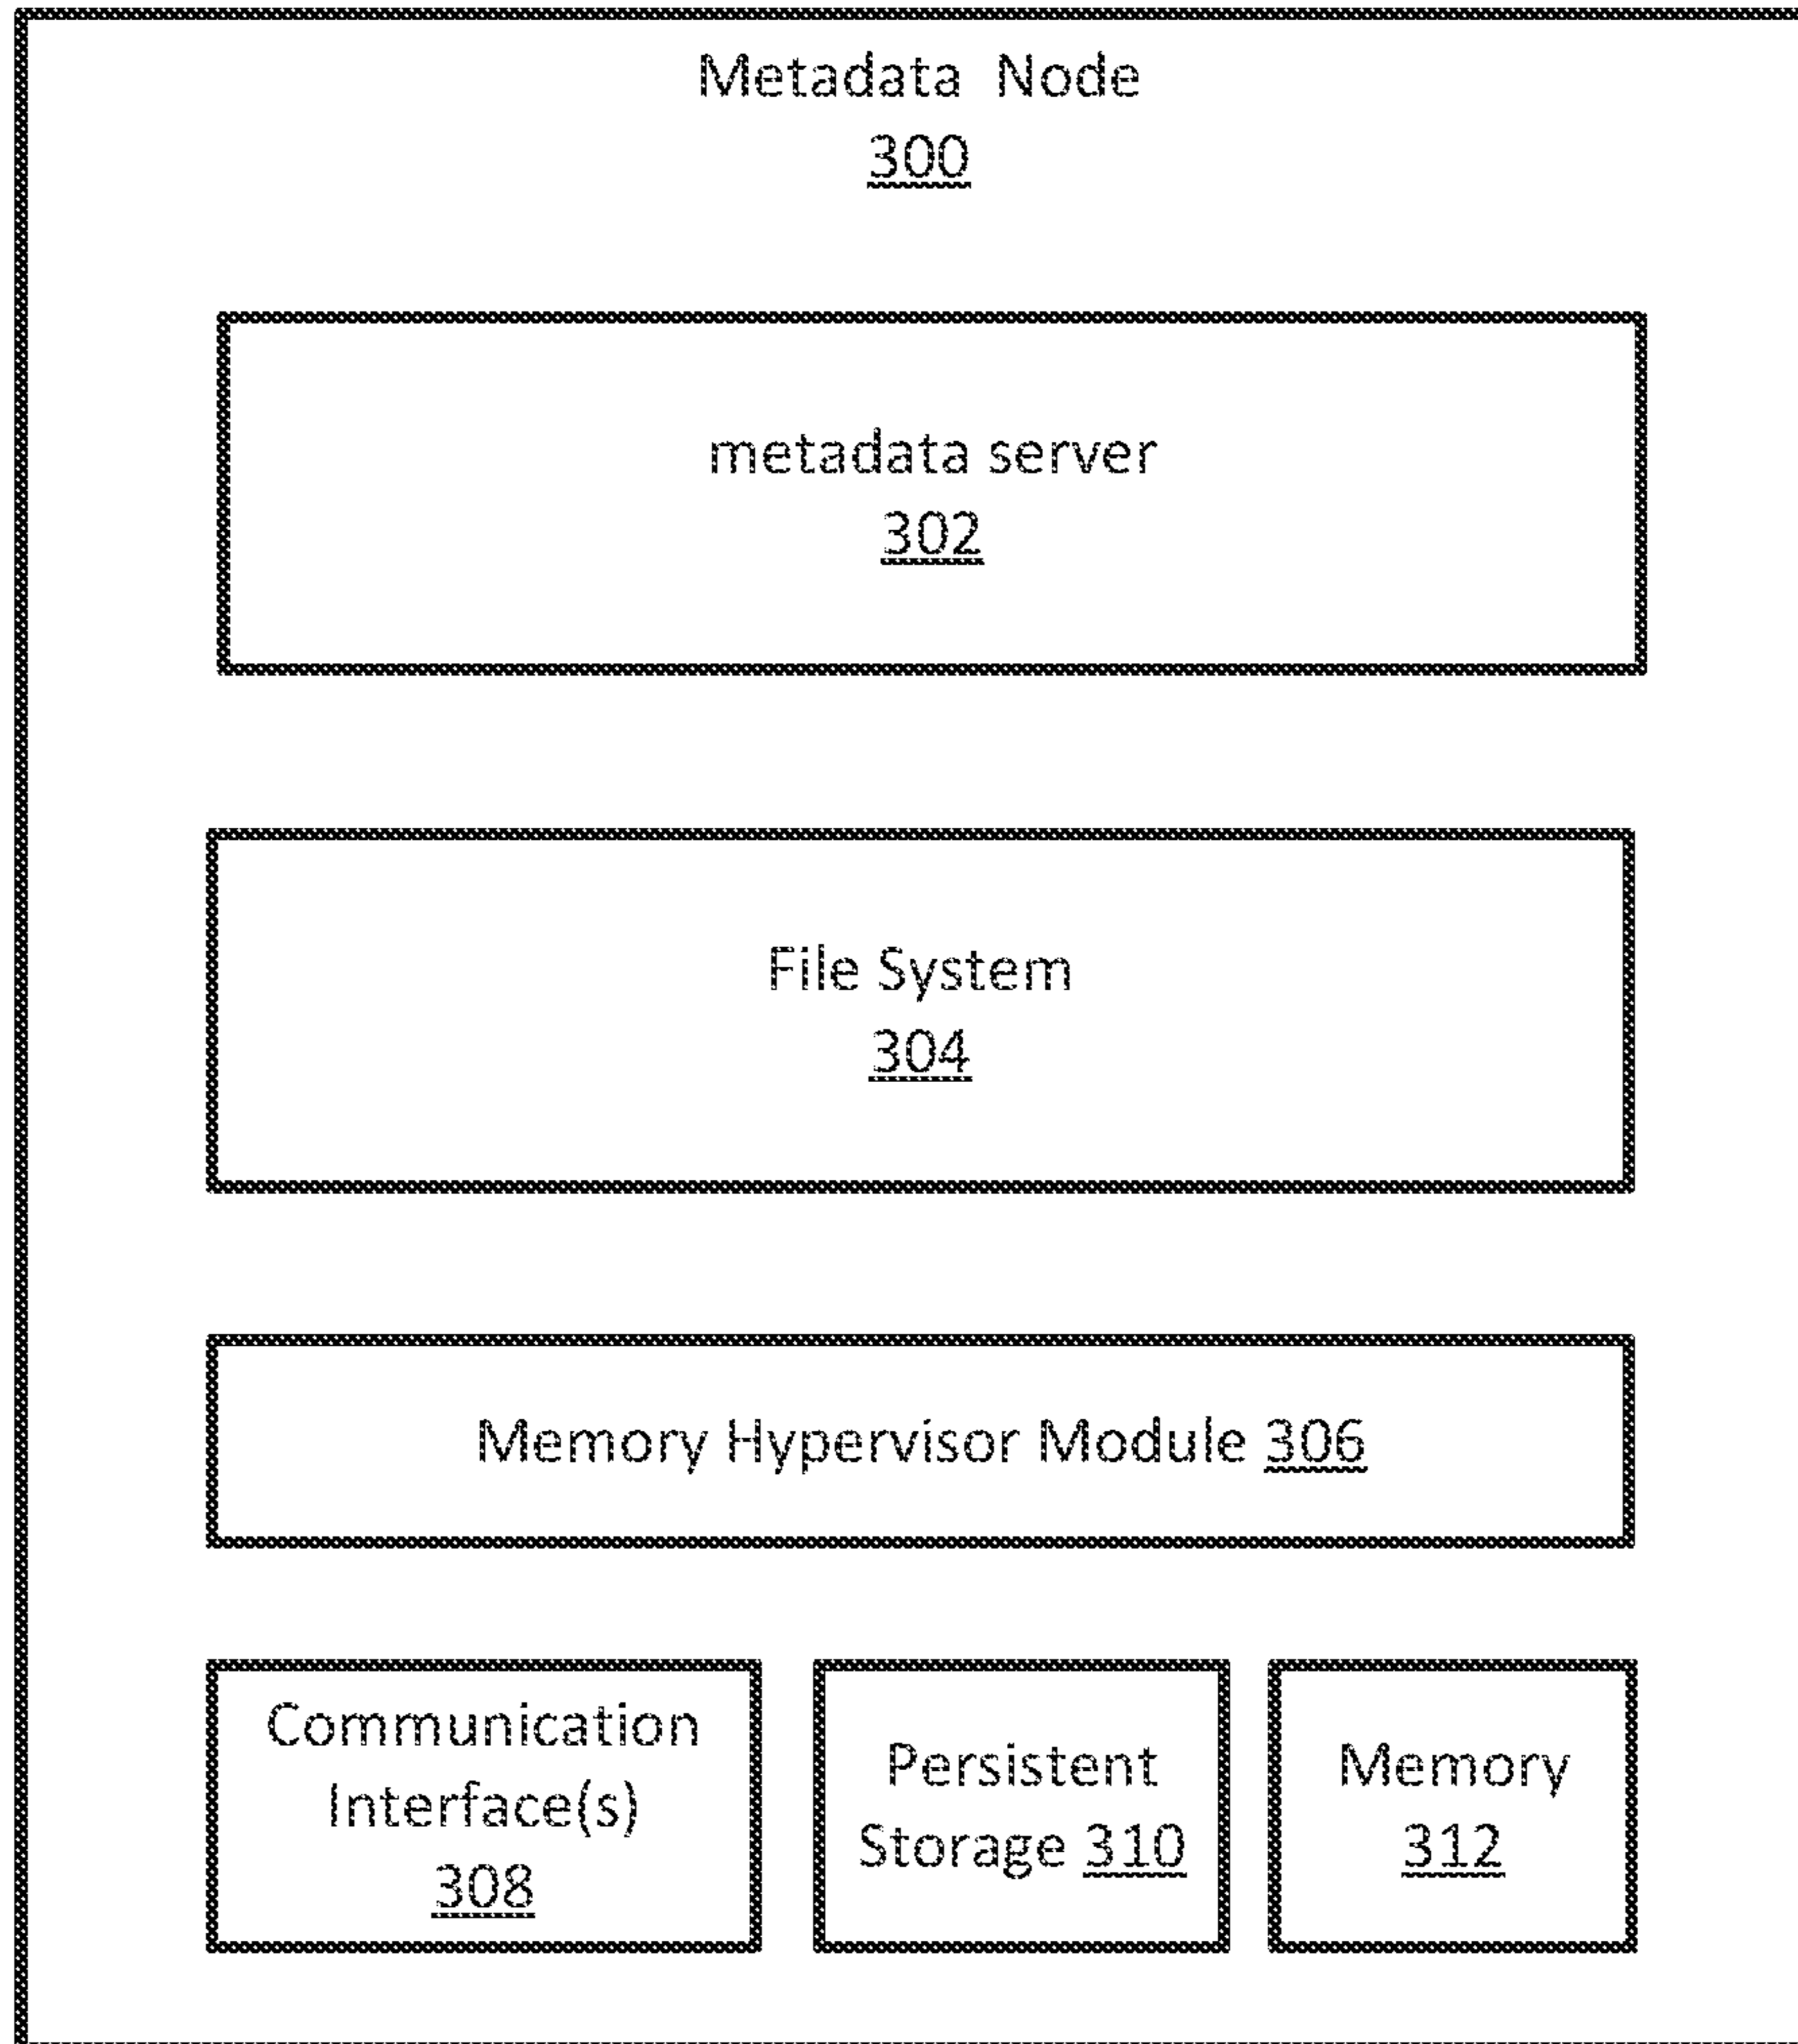 Metadata Node
300
metadata server
302
File System
304
Memory Hypervisor Module 306
Communication
Interface(s)
308
Persistent
Storage 310
Memory
312